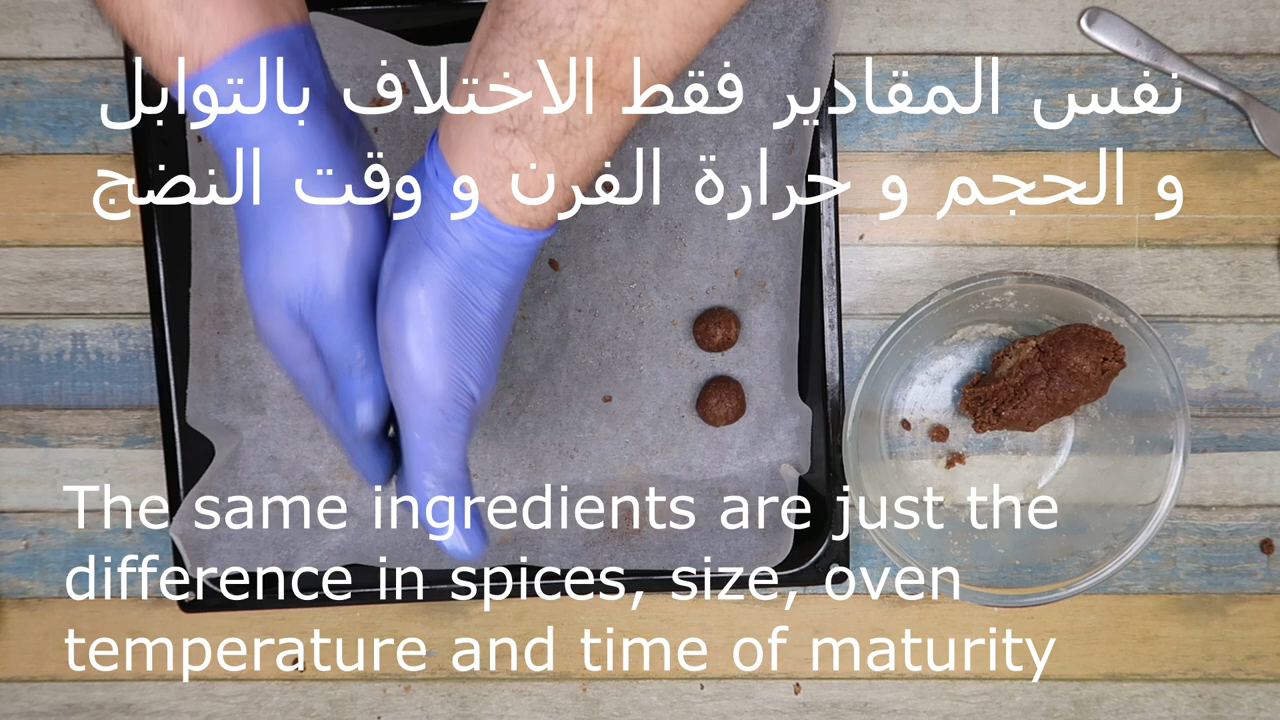 نفس المقادير فقط الاختلاف بالتوابل
و الحجم و حرارة الفرن و وقت النضج
The same ingredients are just the
difference in spices, size, oven
temperature and time of maturity